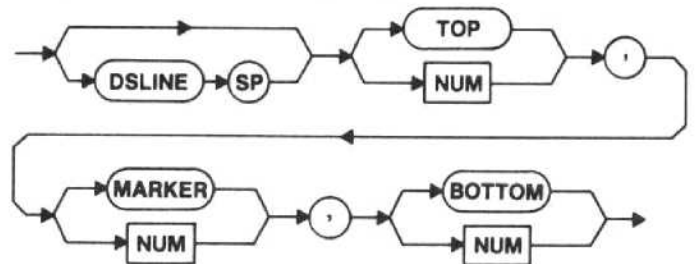 TOP
DSLINE SP NUM ,
MARKER BOTTOM
NUM , NUM